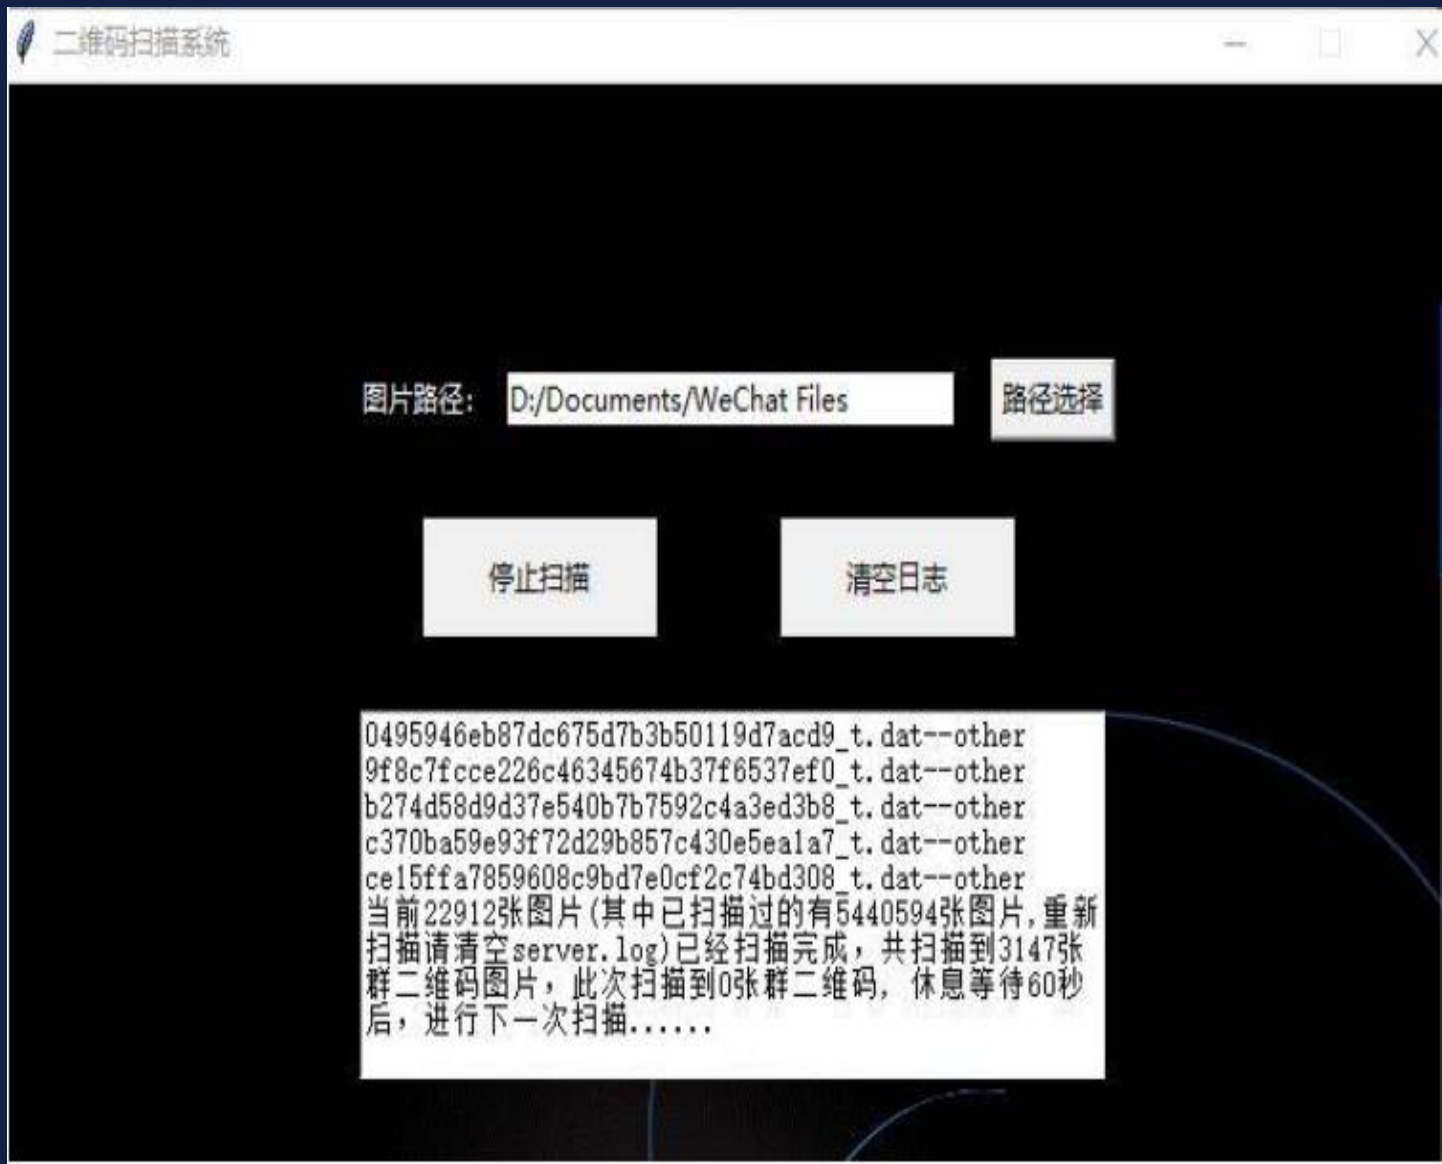 二维码扫描系统
图片路径: D:/Documents/WeChat Files 路径选择
停止扫描 清空日志
0495946eb87dc675d7b3b50119d7acd9_t.dat--other
9f8c7fcce226c46345674b37f6537ef0_t.dat--other
b274d58d9d37e540b7b7592c4a3ed3b8_t.dat--other
c370ba59e93f72d29b857c430e5ea1a7_t.dat--other
ce15ffa7859608c9bd7e0cf2c74bd308_t.dat--other
当前22912张图片(其中已扫描过的有5440594张图片,重新
扫描请清空server.log)已经扫描完成，共扫描到3147张
群二维码图片，此次扫描到0张群二维码, 休息等待60秒
后，进行下一次扫描......